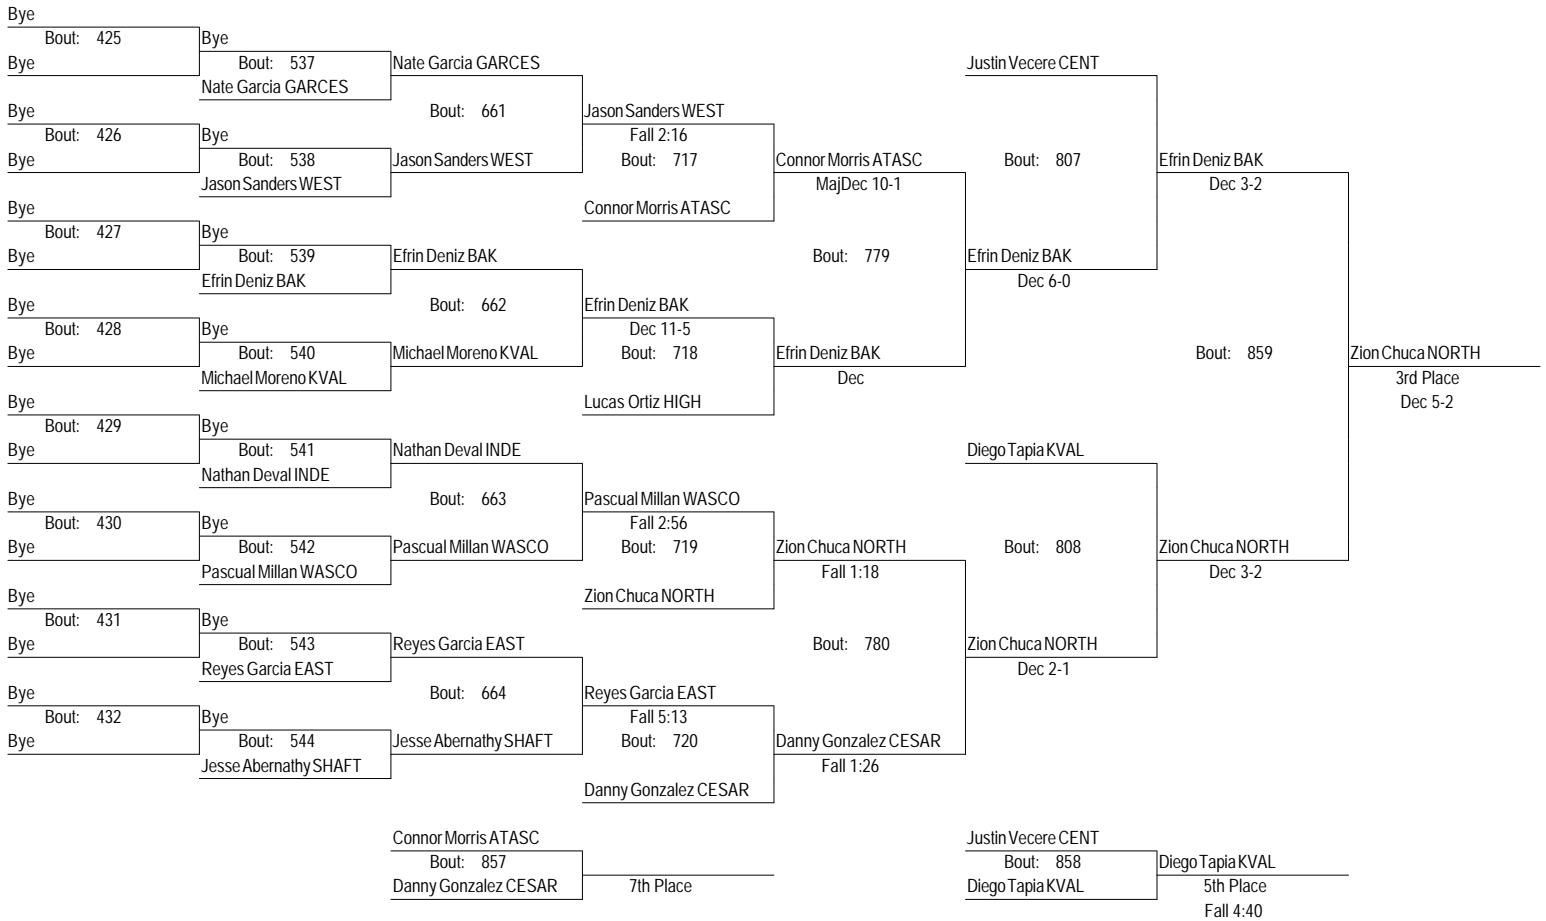 Bye
Bout: 425
Bye
Bye
Bout: 537
Nate Garcia GARCES
Nate Garcia GARCES
Bout: 661
Bye
Bout: 426
Bye
Bye
Bout: 538
Jason Sanders WEST
Jason Sanders WEST
Jason Sanders WEST
Fall 2:16
Bout: 717
Connor Morris ATASC
Connor Morris ATASC
MajDec 10-1
Bye
Bout: 427
Bye
Bye
Bout: 539
Efrin Deniz BAK
Efrin Deniz BAK
Bout: 662
Bye
Bout: 428
Bye
Bye
Bout: 540
Michael Moreno KVAL
Michael Moreno KVAL
Efrin Deniz BAK
Dec 11-5
Bout: 718
Lucas Ortiz HIGH
Efrin Deniz BAK
Dec
Bout: 779
Justin Vecere CENT
Bout: 807
Efrin Deniz BAK
Dec 6-0
Efrin Deniz BAK
Dec 3-2
Bye
Bout: 429
Bye
Bye
Bout: 541
Nathan Deval INDE
Nathan Deval INDE
Bout: 663
Bye
Bout: 430
Bye
Bye
Bout: 542
Pascual Millan WASCO
Pascual Millan WASCO
Pascual Millan WASCO
Fall 2:56
Bout: 719
Zion Chuca NORTH
Zion Chuca NORTH
Fall 1:18
Bye
Bout: 431
Bye
Bye
Bout: 543
Reyes Garcia EAST
Reyes Garcia EAST
Bout: 664
Bye
Bout: 432
Bye
Bye
Bout: 544
Jesse Abernathy SHAFT
Jesse Abernathy SHAFT
Reyes Garcia EAST
Fall 5:13
Bout: 720
Danny Gonzalez CESAR
Danny Gonzalez CESAR
Fall 1:26
Bout: 780
Diego Tapia KVAL
Bout: 808
Zion Chuca NORTH
Dec 2-1
Zion Chuca NORTH
Dec 3-2
Bout: 859
Zion Chuca NORTH
3rd Place
Dec 5-2
Connor Morris ATASC
Bout: 857
Danny Gonzalez CESAR
7th Place
Justin Vecere CENT
Bout: 858
Diego Tapia KVAL
Diego Tapia KVAL
5th Place
Fall 4:40